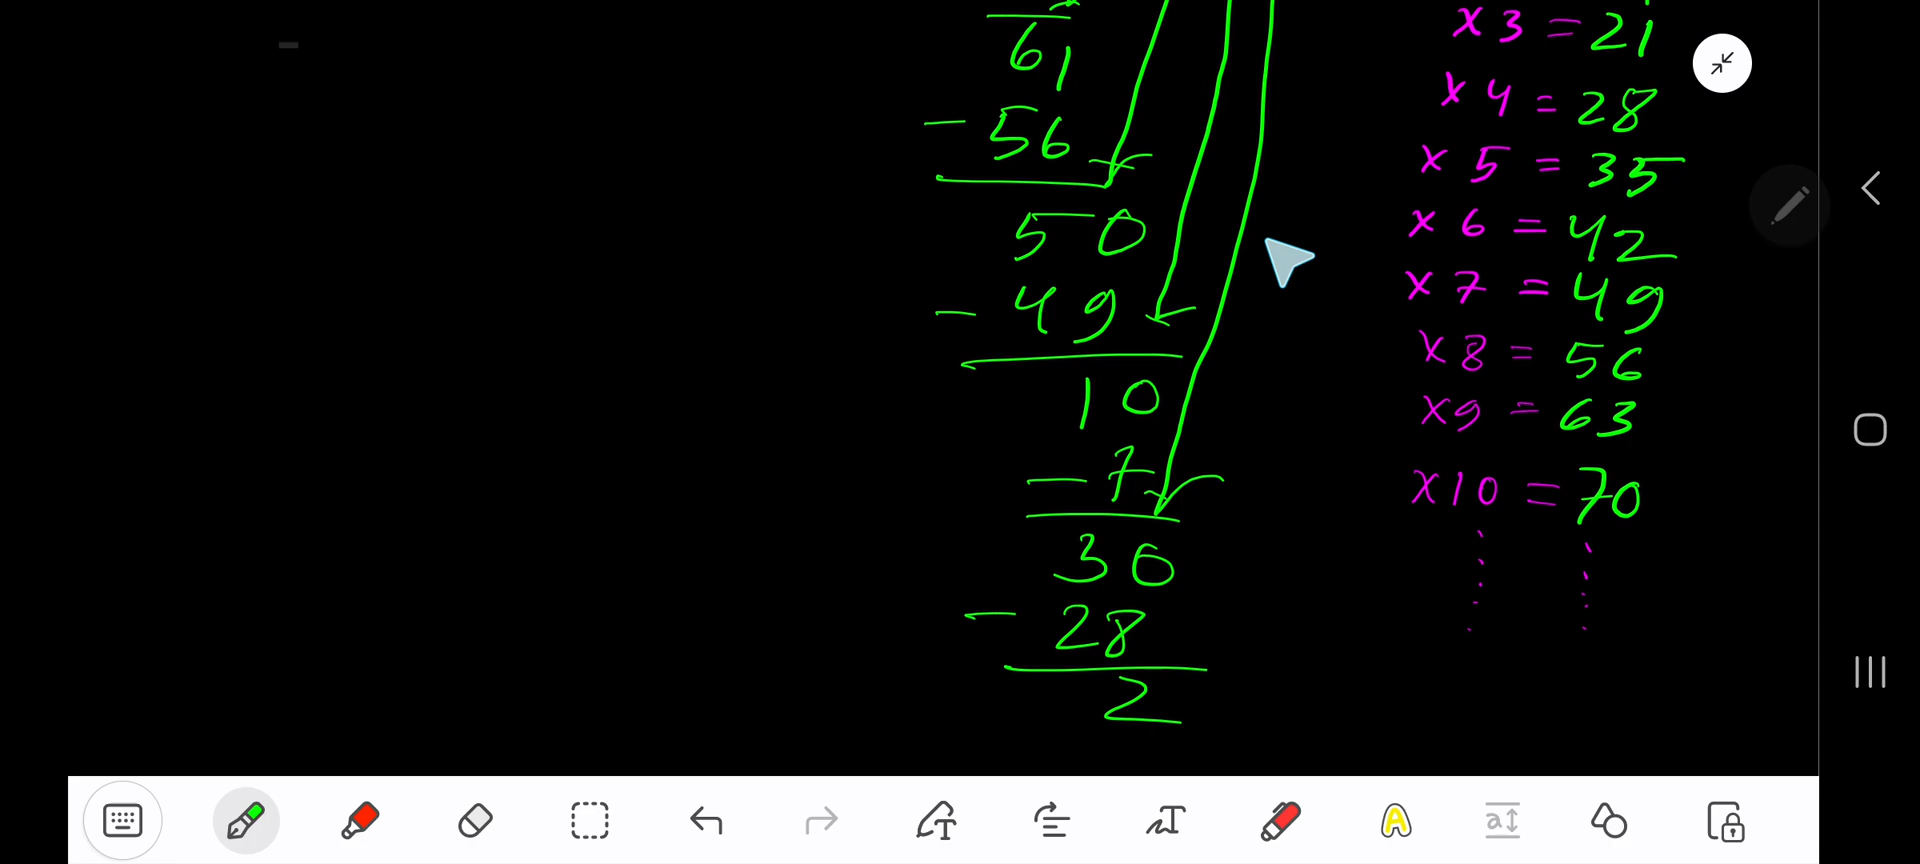 61
- 56
50
- 49
10
- 7
30
- 28
2
x 3 = 21
x 4 = 28
x 5 = 35
x 6 = 42
x 7 = 49
x 8 = 56
x 9 = 63
x 10 = 70